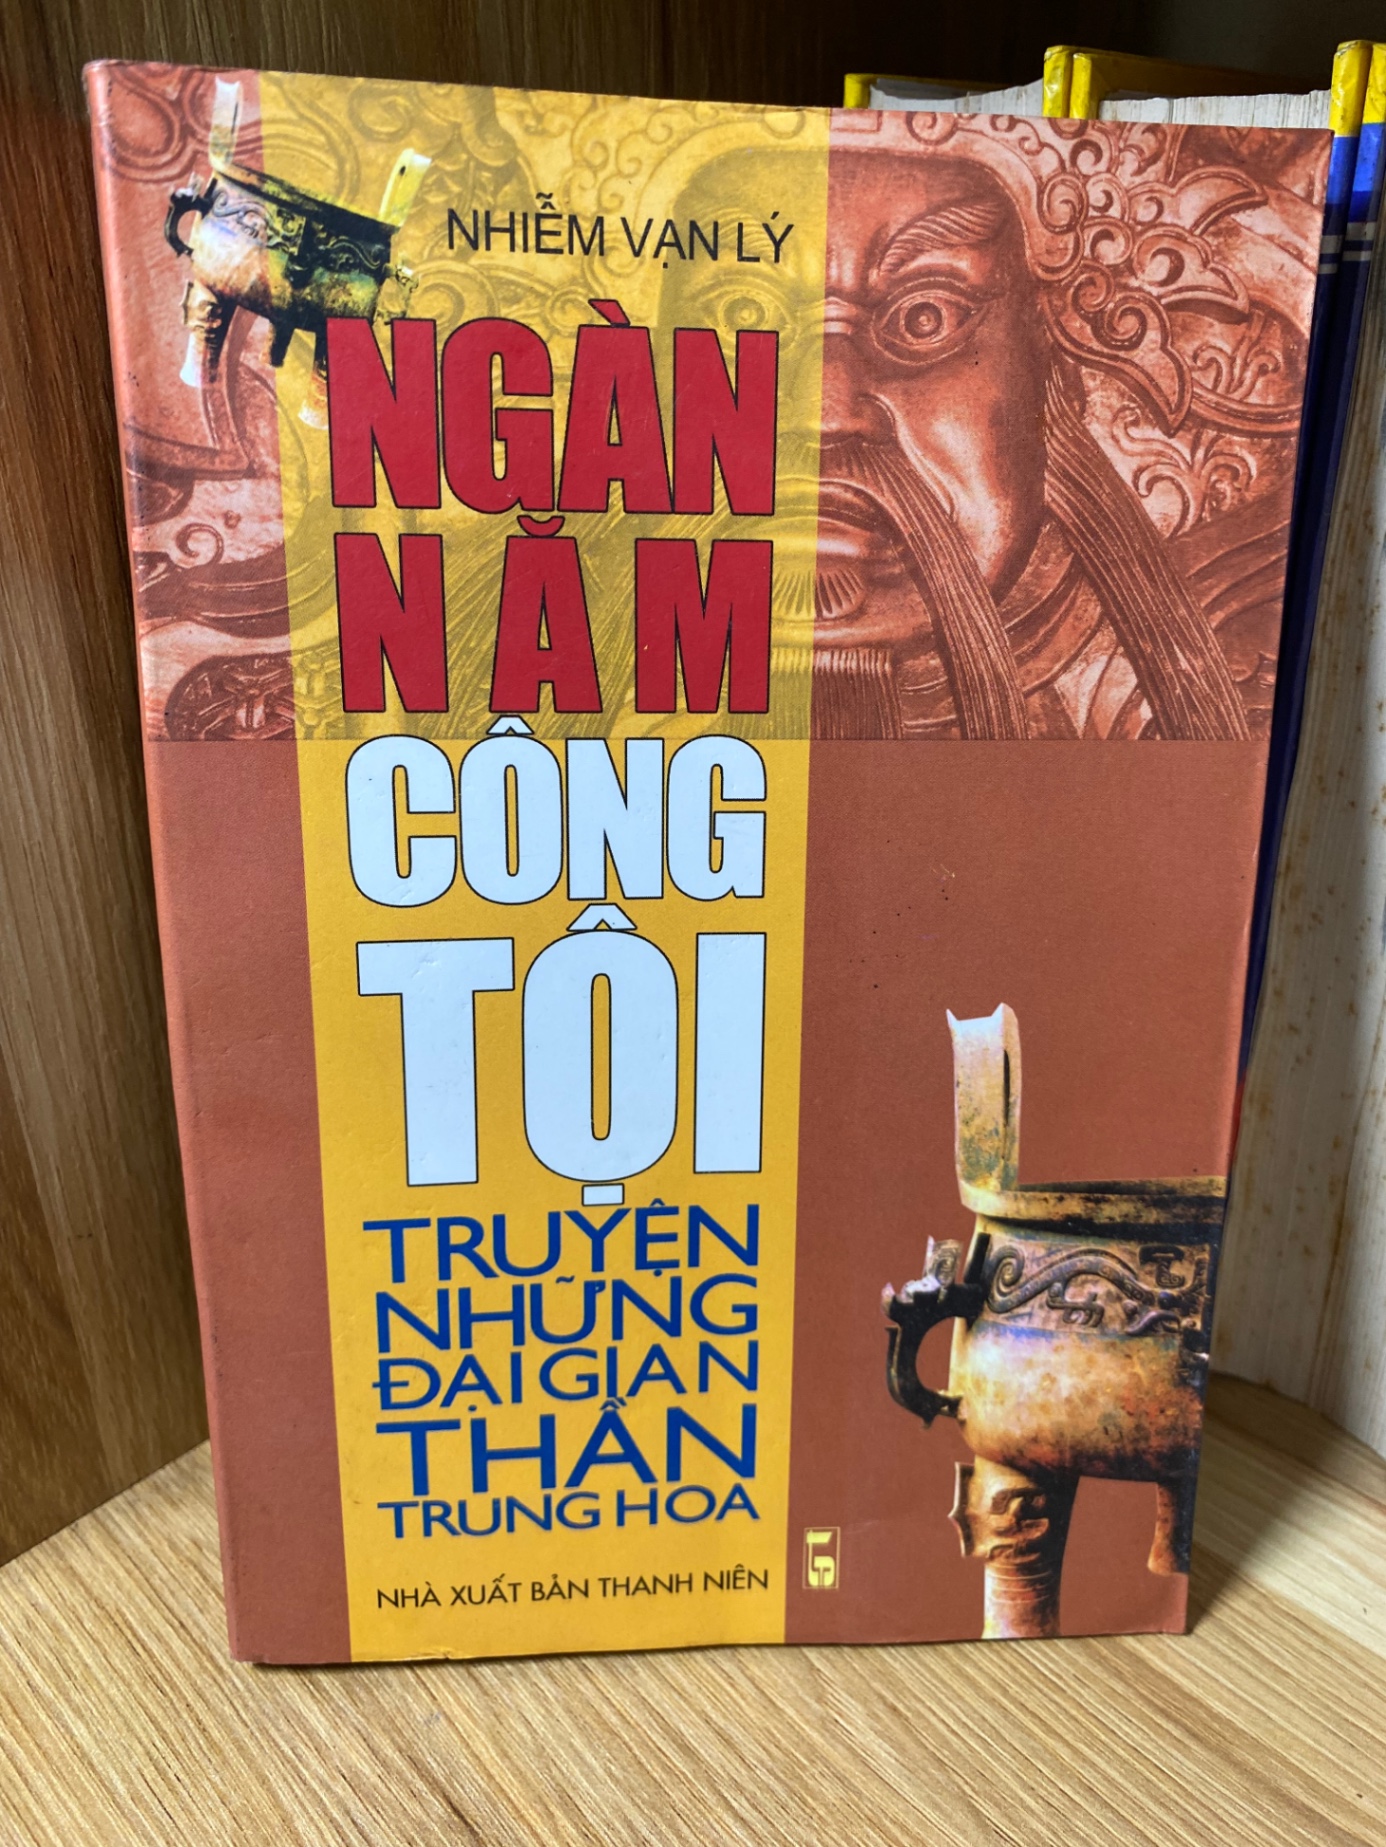 NHIỄM VẠN LÝ
NGÀN
NĂM
CÔNG
TỘI
TRUYỆN
NHỮNG
ĐẠI GIAN
THẦN
TRUNG HOA
NHÀ XUẤT BẢN THANH NIÊN